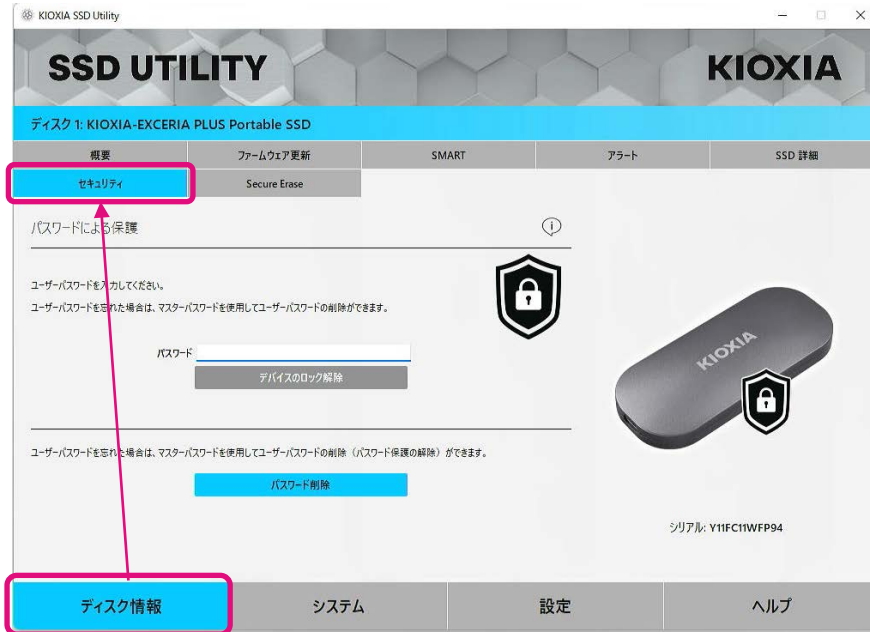 KIOXIA SSD Utility
SSD UTILITY
KIOXIA
ディスク 1: KIOXIA-EXCERIA PLUS Portable SSD
概要
ファームウェア更新
SMART
アラート
SSD 詳細
セキュリティ
Secure Erase
パスワードによる保護
ユーザーパスワードを入力してください。
ユーザーパスワードを忘れた場合は、マスターパスワードを使用してユーザーパスワードの削除ができます。
パスワード
デバイスのロック解除
ユーザーパスワードを忘れた場合は、マスターパスワードを使用してユーザーパスワードの削除（パスワード保護の解除）ができます。
パスワード削除
KIOXIA
シリアル: Y11FC11WFP94
ディスク情報
システム
設定
ヘルプ